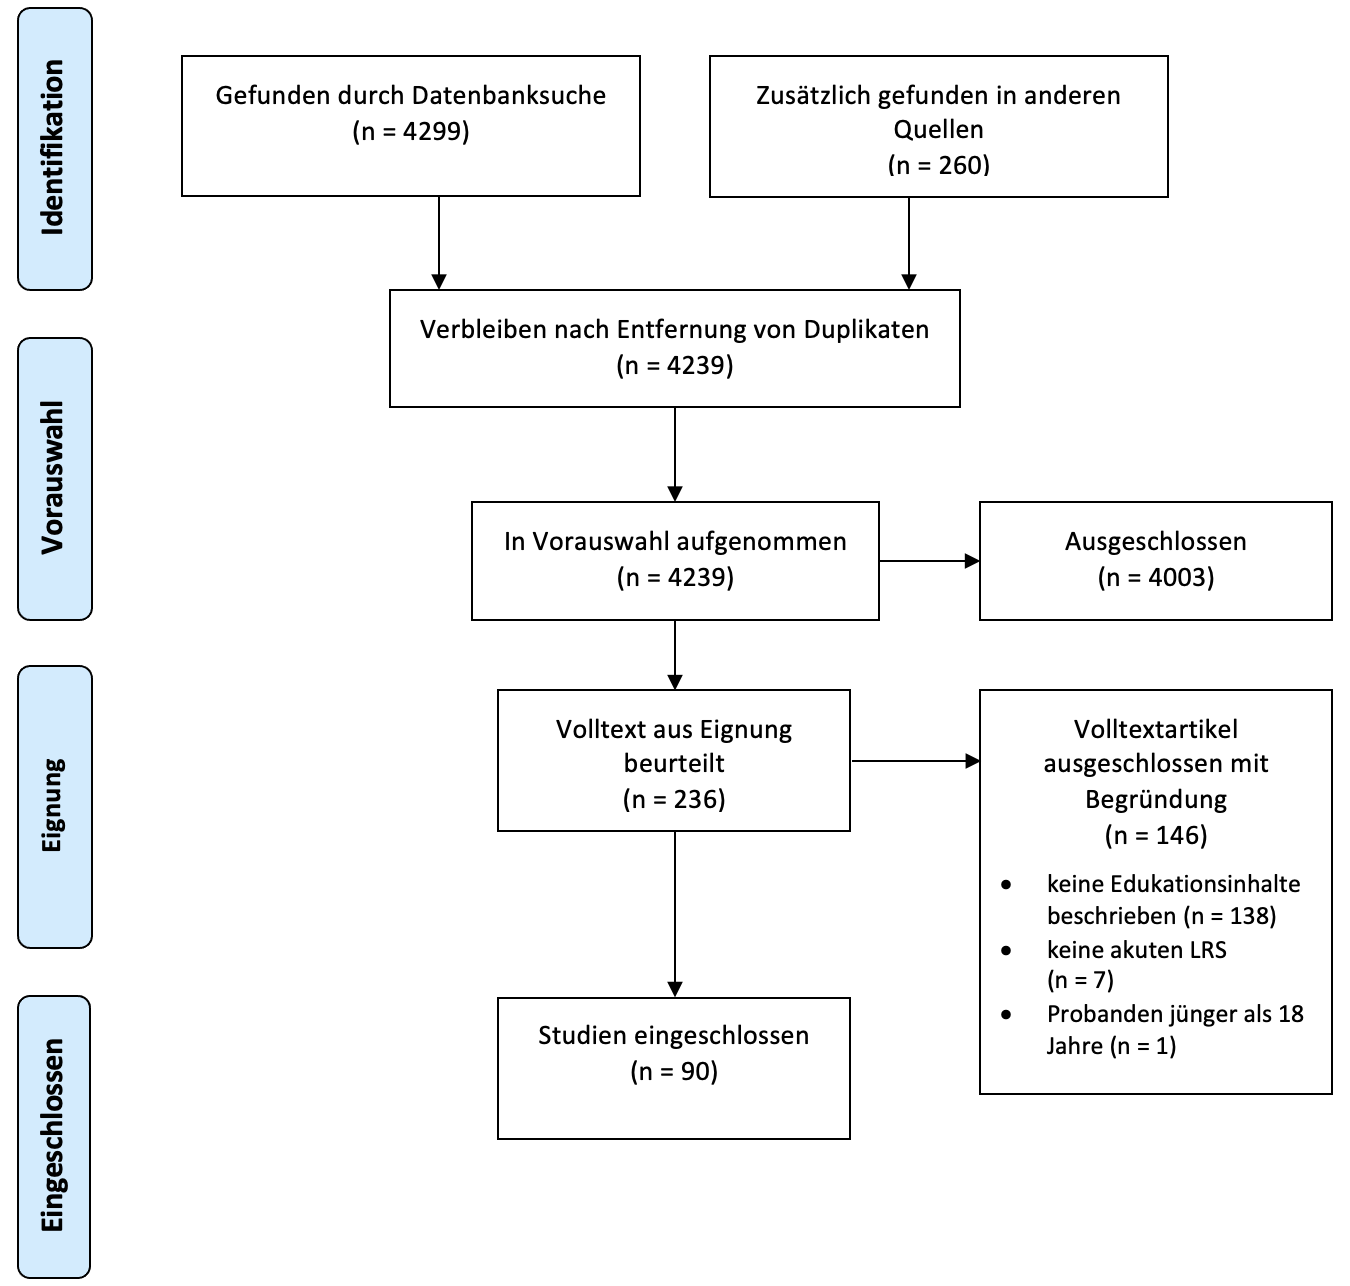 Identifikation
Gefunden durch Datenbanksuche
(n = 4299)
Zusätzlich gefunden in anderen
Quellen
(n = 260)
Verbleiben nach Entfernung von Duplikaten
(n = 4239)
Vorauswahl
In Vorauswahl aufgenommen
(n = 4239)
Ausgeschlossen
(n = 4003)
Eignung
Volltext aus Eignung
beurteilt
(n = 236)
Volltextartikel
ausgeschlossen mit
Begründung
(n = 146)
• keine Edukationsinhalte
beschrieben (n = 138)
• keine akuten LRS
(n = 7)
• Probanden jünger als 18
Jahre (n = 1)
Eingeschlossen
Studien eingeschlossen
(n = 90)